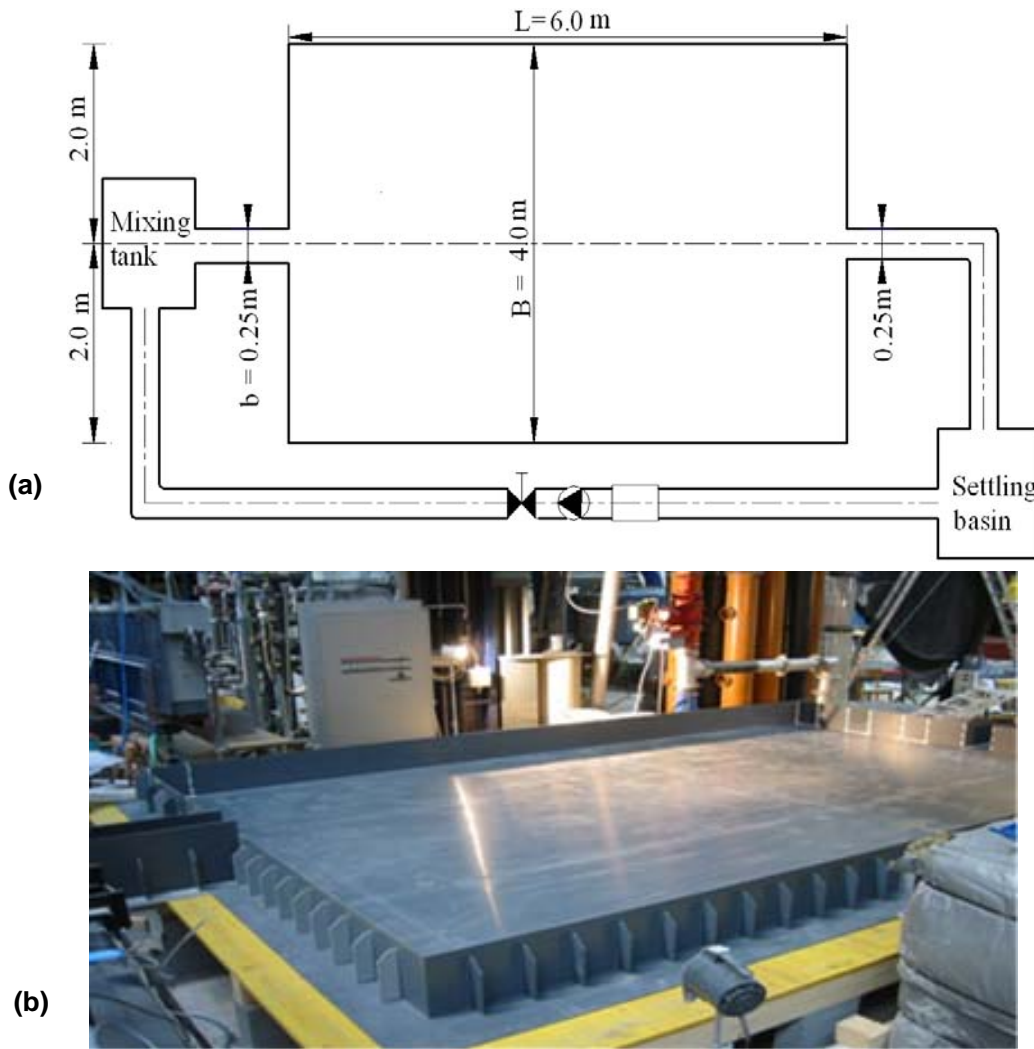 L=6.0 m
2.0 m
Mixing
tank
2.0 m
b = 0.25m
B = 4.0 m
0.25m
(a)
Settling
basin
(b)